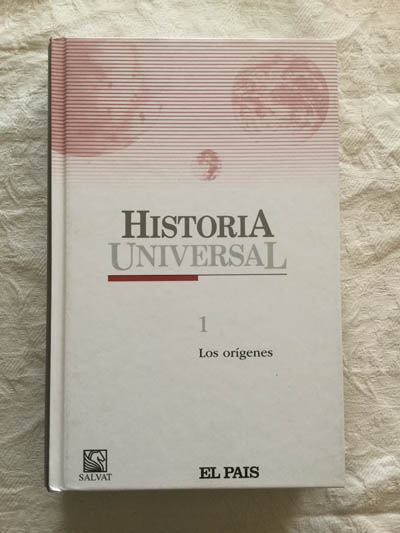 HISTORIA
UNIVERSAL
1
Los orígenes
SALVAT
EL PAIS